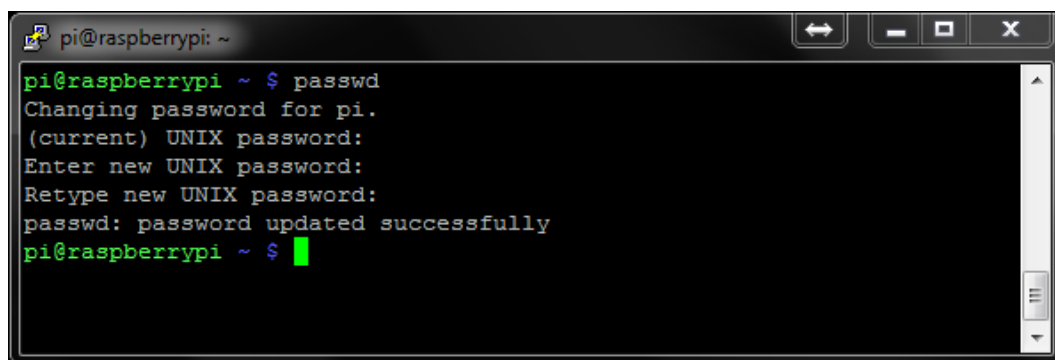 pi@raspberrypi: ~
pi@raspberrypi ~ $ passwd
Changing password for pi.
(current) UNIX password:
Enter new UNIX password:
Retype new UNIX password:
passwd: password updated successfully
pi@raspberrypi ~ $